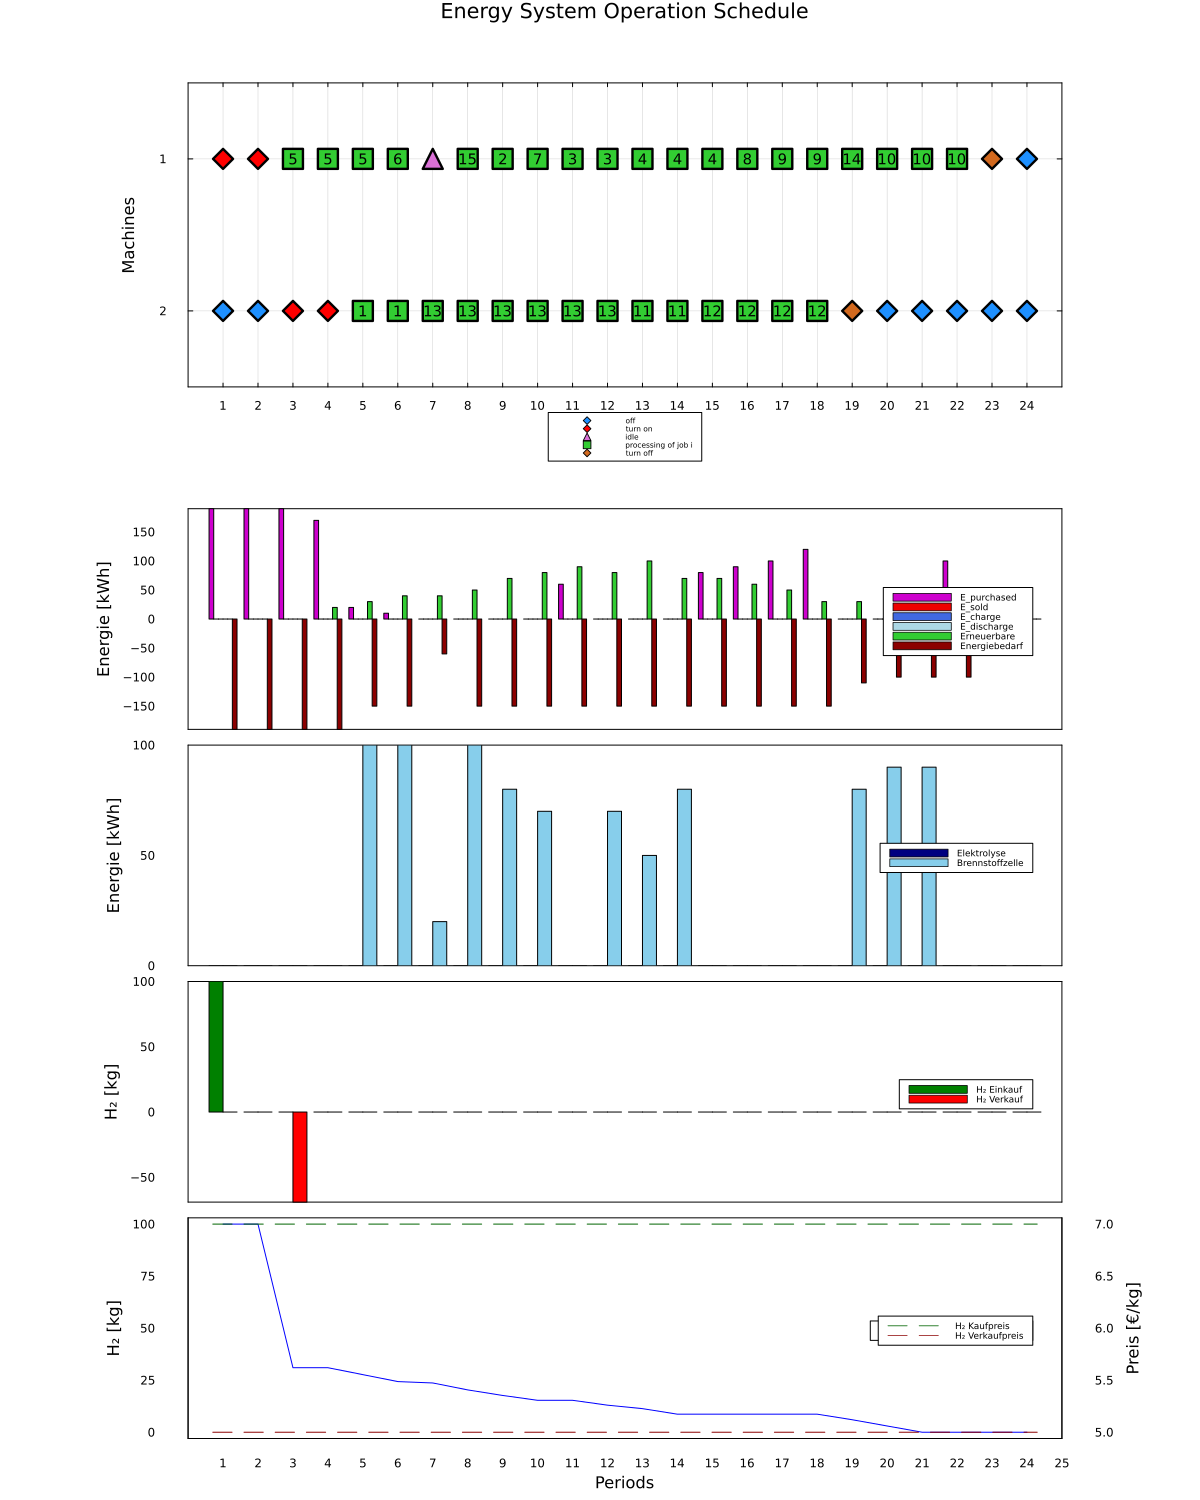 Energy System Operation Schedule
Machines
1
5 5 5 6 15 2 7 3 3 4 4 4 8 9 9 14 10 10 10
2
1 1 13 13 13 13 13 13 11 11 12 12 12 12
1 2 3 4 5 6 7 8 9 10 11 12 13 14 15 16 17 18 19 20 21 22 23 24
off
turn on
idle
processing of job i
turn off
Energie [kWh]
150
100
50
0
−50
−100
−150
E_purchased
E_sold
E_charge
E_discharge
Erneuerbare
Energiebedarf
Energie [kWh]
100
50
0
Elektrolyse
Brennstoffzelle
H₂ [kg]
100
50
0
−50
H₂ Einkauf
H₂ Verkauf
H₂ [kg]
100
75
50
25
0
H₂ Kaufpreis
H₂ Verkaufpreis
7.0
6.5
6.0
5.5
5.0
Preis [€/kg]
1 2 3 4 5 6 7 8 9 10 11 12 13 14 15 16 17 18 19 20 21 22 23 24 25
Periods